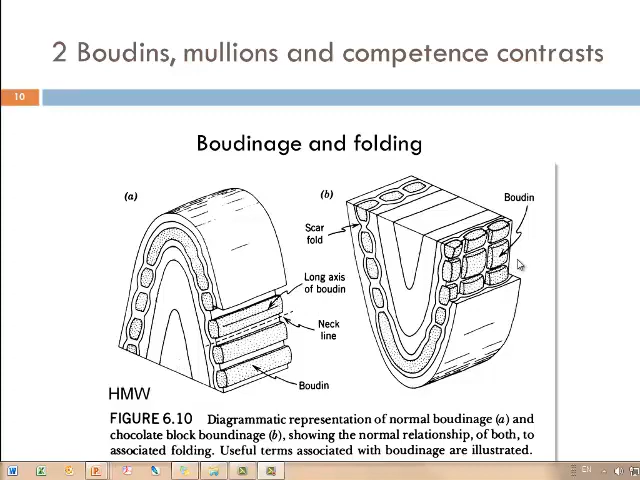 2 Boudins, mullions and competence contrasts
10
Boudinage and folding
(a)
(b)
Boudin
Scar
fold
Long axis
of boudin
Neck
line
Boudin
HMW
FIGURE 6.10 Diagrammatic representation of normal boudinage (a) and
chocolate block boundinage (b), showing the normal relationship, of both, to
associated folding. Useful terms associated with boudinage are illustrated.
EN